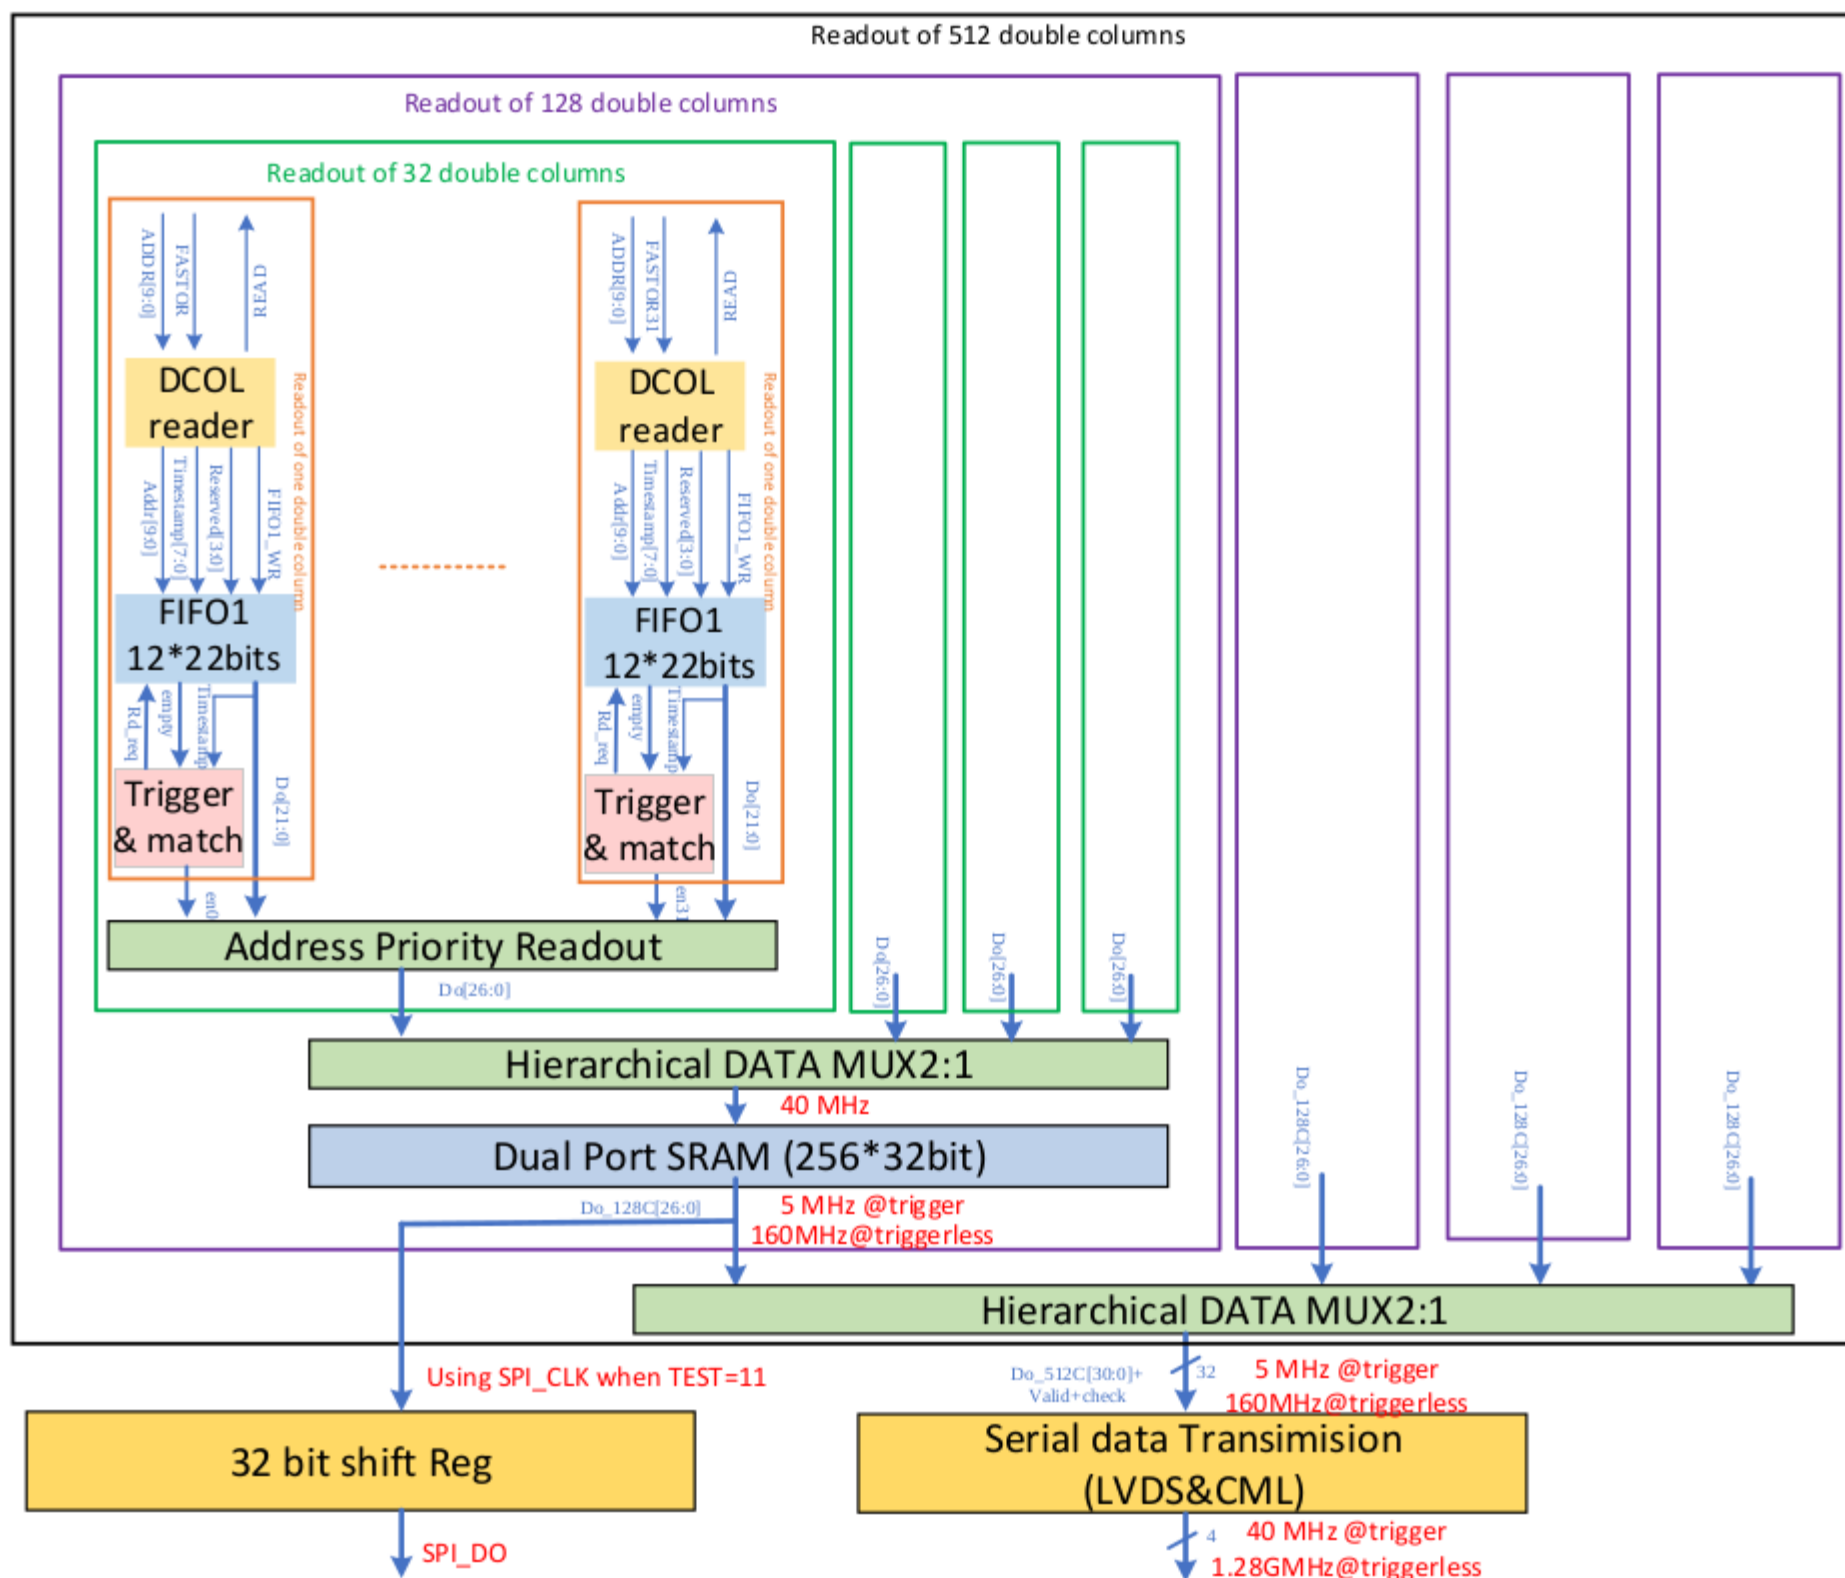 Readout of 512 double columns
Readout of 128 double columns
Readout of 32 double columns
ADDR[9:0]
FASTOR
READ
DCOL
reader
Readout of one double column
Addr[9:0]
Timestamp[7:0]
Reserved[3:0]
FIFO1_WR
FIFO1
12*22bits
Rd_req
empty
Timestamp
Do[21:0]
Trigger
& match
en0
ADDR[9:0]
FASTOR31
READ
DCOL
reader
Readout of one double column
Addr[9:0]
Timestamp[7:0]
Reserved[3:0]
FIFO1_WR
FIFO1
12*22bits
Rd_req
empty
Timestamp
Do[21:0]
Trigger
& match
en31
Address Priority Readout
Do[26:0]
Do[26:0]
Do[26:0]
Do[26:0]
Hierarchical DATA MUX2:1
40 MHz
Dual Port SRAM (256*32bit)
Do_128C[26:0]
5 MHz @trigger
160MHz@triggerless
Do_128C[26:0]
Do_128C[26:0]
Do_128C[26:0]
Hierarchical DATA MUX2:1
Using SPI_CLK when TEST=11
Do_512C[30:0]+
Valid+check
32
5 MHz @trigger
160MHz@triggerless
32 bit shift Reg
Serial data Transimision
(LVDS&CML)
SPI_DO
4
40 MHz @trigger
1.28GMHz@triggerless